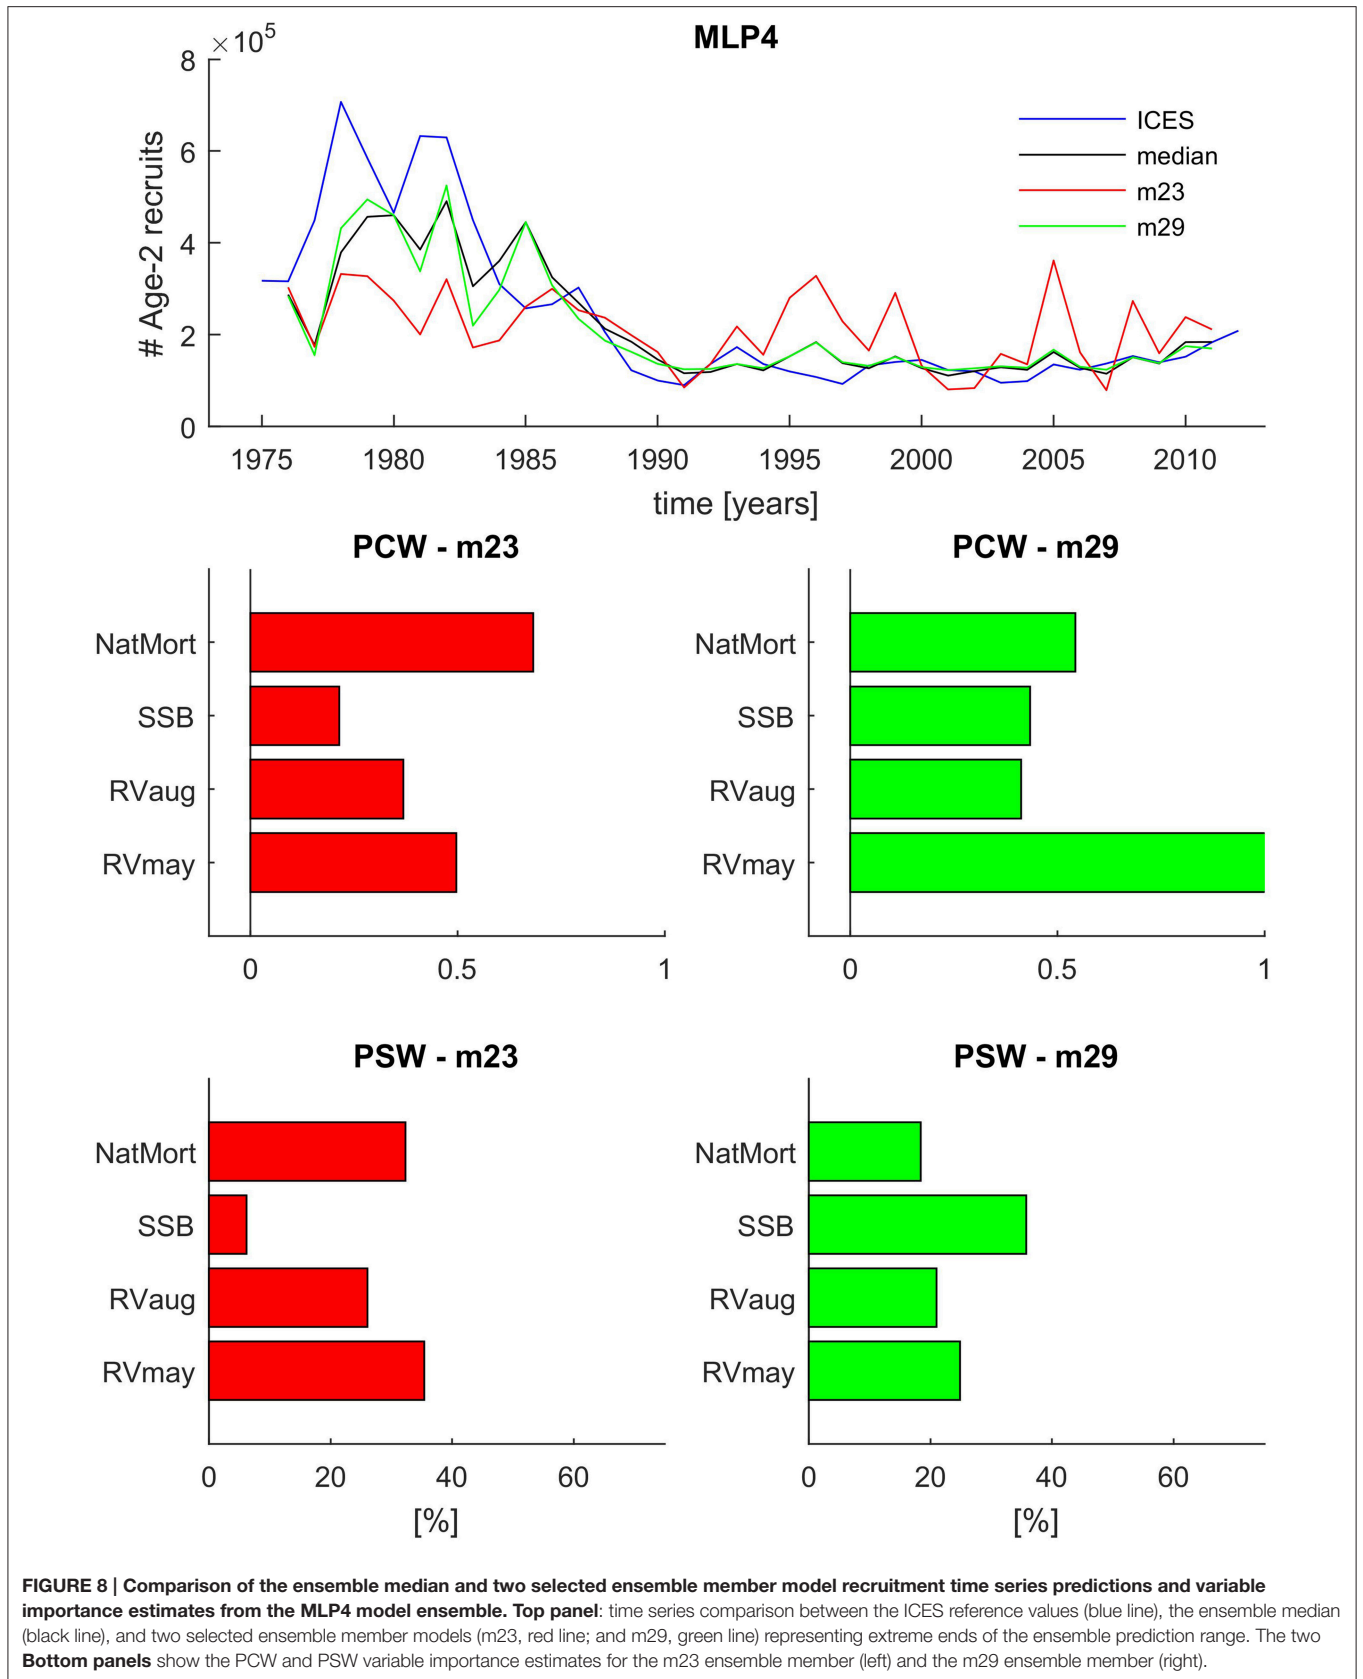 MLP4
×10⁵
8
6
4
2
0
# Age-2 recruits
ICES
median
m23
m29
1975 1980 1985 1990 1995 2000 2005 2010
time [years]
PCW - m23
NatMort
SSB
RVaug
RVmay
0 0.5 1
PCW - m29
NatMort
SSB
RVaug
RVmay
0 0.5 1
PSW - m23
NatMort
SSB
RVaug
RVmay
0 20 40 60
[%]
PSW - m29
NatMort
SSB
RVaug
RVmay
0 20 40 60
[%]
FIGURE 8 | Comparison of the ensemble median and two selected ensemble member model recruitment time series predictions and variable
importance estimates from the MLP4 model ensemble. Top panel: time series comparison between the ICES reference values (blue line), the ensemble median
(black line), and two selected ensemble member models (m23, red line; and m29, green line) representing extreme ends of the ensemble prediction range. The two
Bottom panels show the PCW and PSW variable importance estimates for the m23 ensemble member (left) and the m29 ensemble member (right).